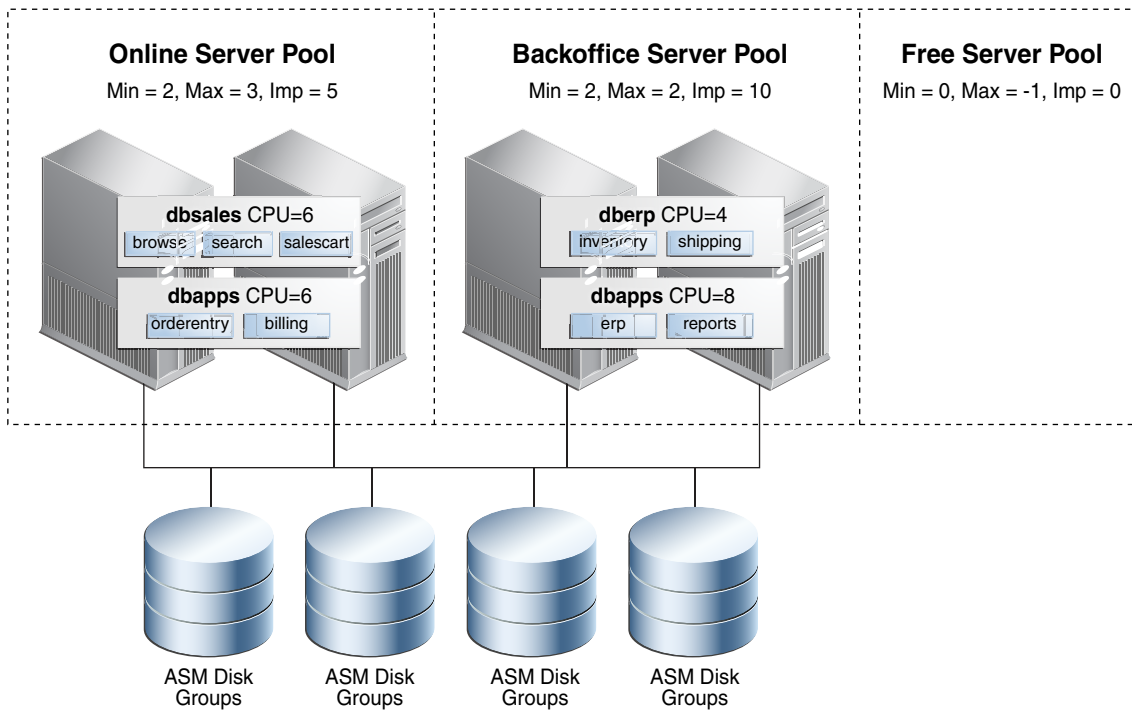 Online Server Pool
Min = 2, Max = 3, Imp = 5
dbsales CPU=6
browse search salescart
dbapps CPU=6
orderentry billing
Backoffice Server Pool
Min = 2, Max = 2, Imp = 10
dberp CPU=4
inventory shipping
dbapps CPU=8
erp reports
Free Server Pool
Min = 0, Max = -1, Imp = 0
ASM Disk
Groups
ASM Disk
Groups
ASM Disk
Groups
ASM Disk
Groups